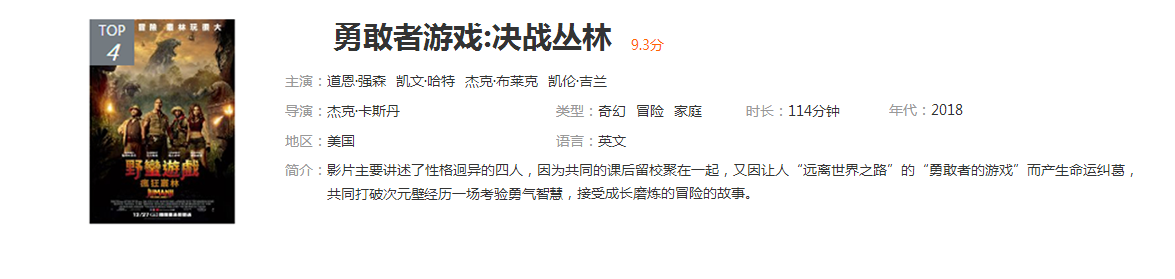 TOP
4
冒險 叢林玩很大
野蠻遊戲
瘋狂叢林
JUMANJI
勇敢者游戏:决战丛林 9.3分
主演：道恩·强森 凯文·哈特 杰克·布莱克 凯伦·吉兰
导演：杰克·卡斯丹 类型：奇幻 冒险 家庭 时长：114分钟 年代：2018
地区：美国 语言：英文
简介：影片主要讲述了性格迥异的四人，因为共同的课后留校聚在一起，又因让人“远离世界之路”的“勇敢者的游戏”而产生命运纠葛，
共同打破次元壁经历一场考验勇气智慧，接受成长磨炼的冒险的故事。